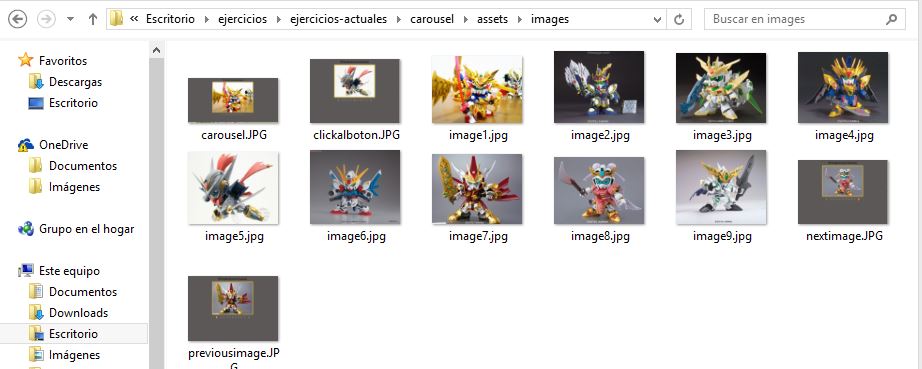 « Escritorio ▸ ejercicios ▸ ejercicios-actuales ▸ carousel ▸ assets ▸ images
Buscar en images
Favoritos
Descargas
Escritorio
OneDrive
Documentos
Imágenes
Grupo en el hogar
Este equipo
Documentos
Downloads
Escritorio
Imágenes
carousel.JPG
clickalboton.JPG
image1.jpg
image2.jpg
image3.jpg
image4.jpg
image5.jpg
image6.jpg
image7.jpg
image8.jpg
image9.jpg
nextimage.JPG
previousimage.JP
G